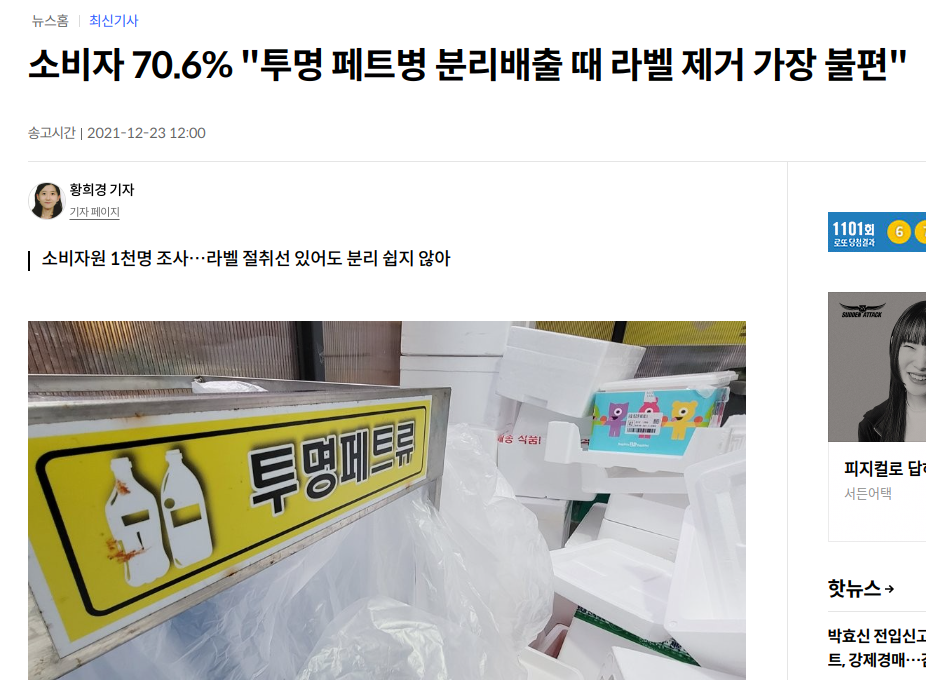 뉴스홈 | 최신기사
소비자 70.6% "투명 페트병 분리배출 때 라벨 제거 가장 불편"
송고시간 | 2021-12-23 12:00
황희경 기자
기자 페이지
소비자원 1천명 조사…라벨 절취선 있어도 분리 쉽지 않아
투명페트류
식품!
1101회
로또당첨결과
6
SUDDEN ATTACK
피지컬로 답하
서든어택
핫뉴스
박효신 전입신고
트, 강제경매…